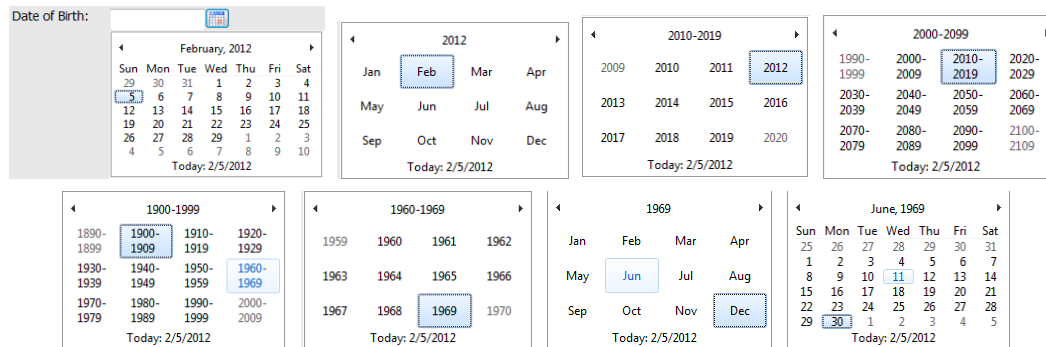 Date of Birth:
February, 2012
Sun Mon Tue Wed Thu Fri Sat
29 30 31 1 2 3 4
5 6 7 8 9 10 11
12 13 14 15 16 17 18
19 20 21 22 23 24 25
26 27 28 29 1 2 3
4 5 6 7 8 9 10
Today: 2/5/2012
2012
Jan Feb Mar Apr
May Jun Jul Aug
Sep Oct Nov Dec
Today: 2/5/2012
2010-2019
2009 2010 2011 2012
2013 2014 2015 2016
2017 2018 2019 2020
Today: 2/5/2012
2000-2099
1990- 2000- 2010- 2020-
1999 2009 2019 2029
2030- 2040- 2050- 2060-
2039 2049 2059 2069
2070- 2080- 2090- 2100-
2079 2089 2099 2109
Today: 2/5/2012
1900-1999
1890- 1900- 1910- 1920-
1899 1909 1919 1929
1930- 1940- 1950- 1960-
1939 1949 1959 1969
1970- 1980- 1990- 2000-
1979 1989 1999 2009
Today: 2/5/2012
1960-1969
1959 1960 1961 1962
1963 1964 1965 1966
1967 1968 1969 1970
Today: 2/5/2012
1969
Jan Feb Mar Apr
May Jun Jul Aug
Sep Oct Nov Dec
Today: 2/5/2012
June, 1969
Sun Mon Tue Wed Thu Fri Sat
25 26 27 28 29 30 31
1 2 3 4 5 6 7
8 9 10 11 12 13 14
15 16 17 18 19 20 21
22 23 24 25 26 27 28
29 30 1 2 3 4 5
Today: 2/5/2012